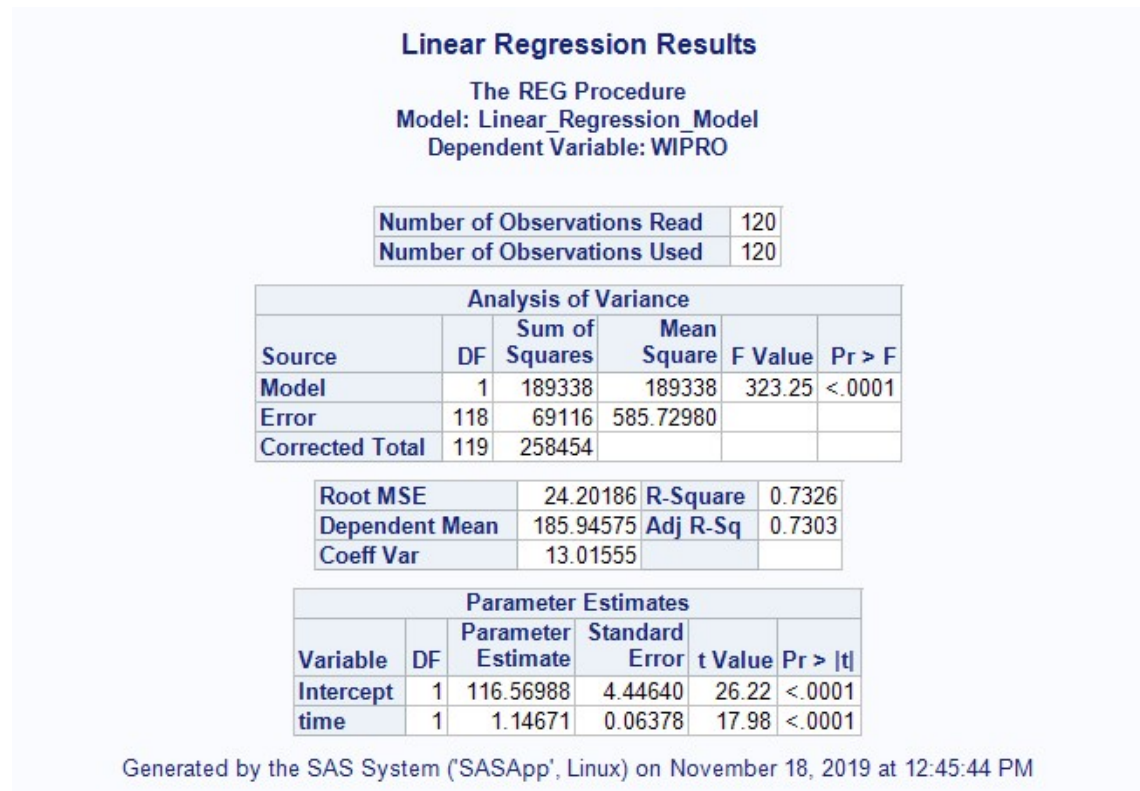 Linear Regression Results
The REG Procedure
Model: Linear_Regression_Model
Dependent Variable: WIPRO
Number of Observations Read 120
Number of Observations Used 120
Analysis of Variance
Source DF Sum of Squares Mean Square F Value Pr > F
Model 1 189338 189338 323.25 <.0001
Error 118 69116 585.72980
Corrected Total 119 258454
Root MSE 24.20186 R-Square 0.7326
Dependent Mean 185.94575 Adj R-Sq 0.7303
Coeff Var 13.01555
Parameter Estimates
Variable DF Parameter Estimate Standard Error t Value Pr > |t|
Intercept 1 116.56988 4.44640 26.22 <.0001
time 1 1.14671 0.06378 17.98 <.0001
Generated by the SAS System ('SASApp', Linux) on November 18, 2019 at 12:45:44 PM